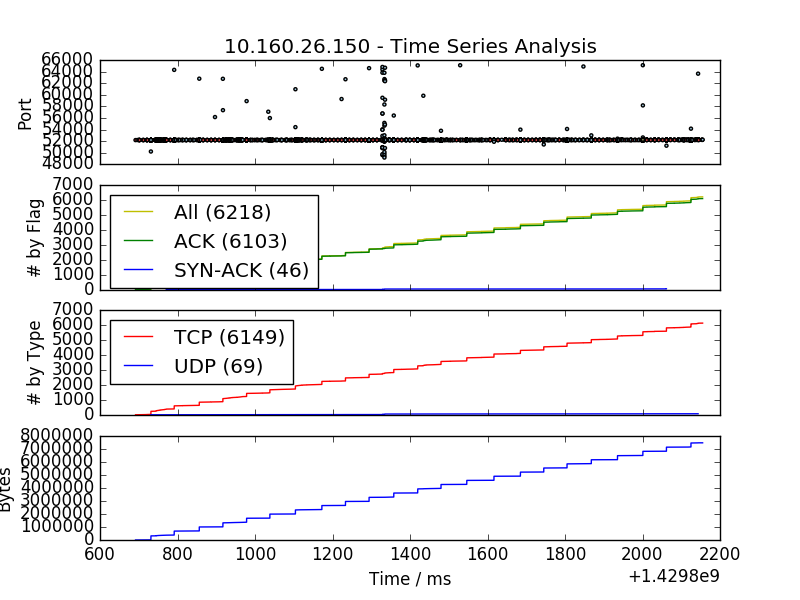 10.160.26.150 - Time Series Analysis
66000
64000
62000
60000
58000
56000
54000
52000
50000
48000
Port
7000
6000
5000
4000
3000
2000
1000
0
# by Flag
All (6218)
ACK (6103)
SYN-ACK (46)
7000
6000
5000
4000
3000
2000
1000
0
# by Type
TCP (6149)
UDP (69)
8000000
7000000
6000000
5000000
4000000
3000000
2000000
1000000
0
Bytes
600 800 1000 1200 1400 1600 1800 2000 2200
Time / ms
+1.4298e9